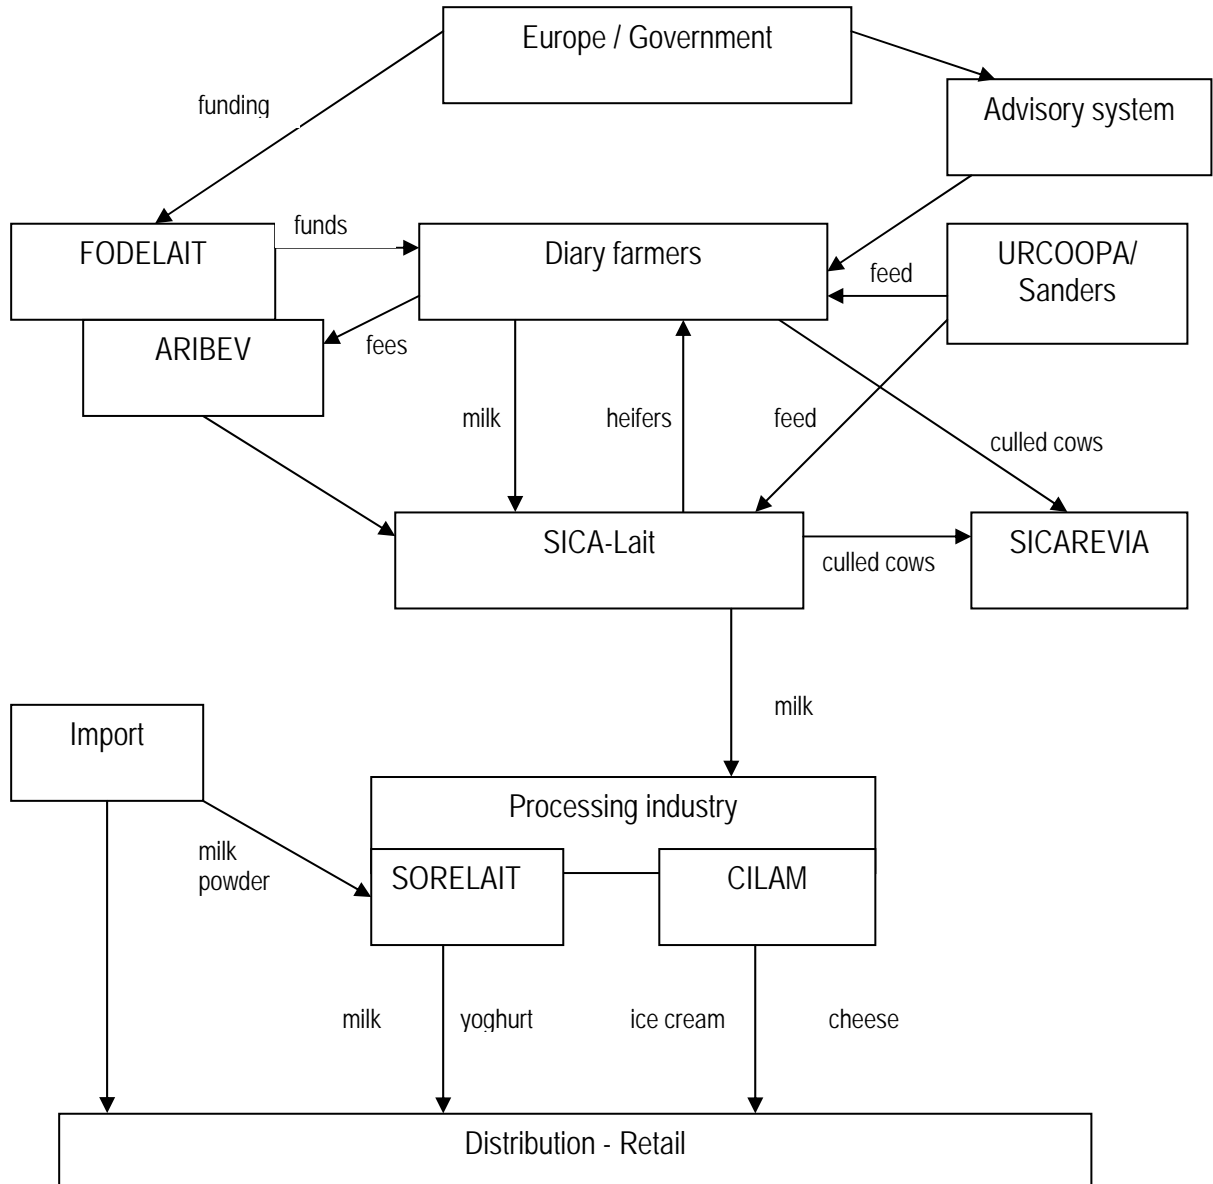 Europe / Government
funding
Advisory system
FODELAIT
funds
Diary farmers
URCOOPA/
Sanders
feed
ARIBEV
fees
milk
heifers
feed
culled cows
SICA-Lait
culled cows
SICAREVIA
milk
Import
Processing industry
milk
powder
SORELAIT
CILAM
milk
yoghurt
ice cream
cheese
Distribution - Retail